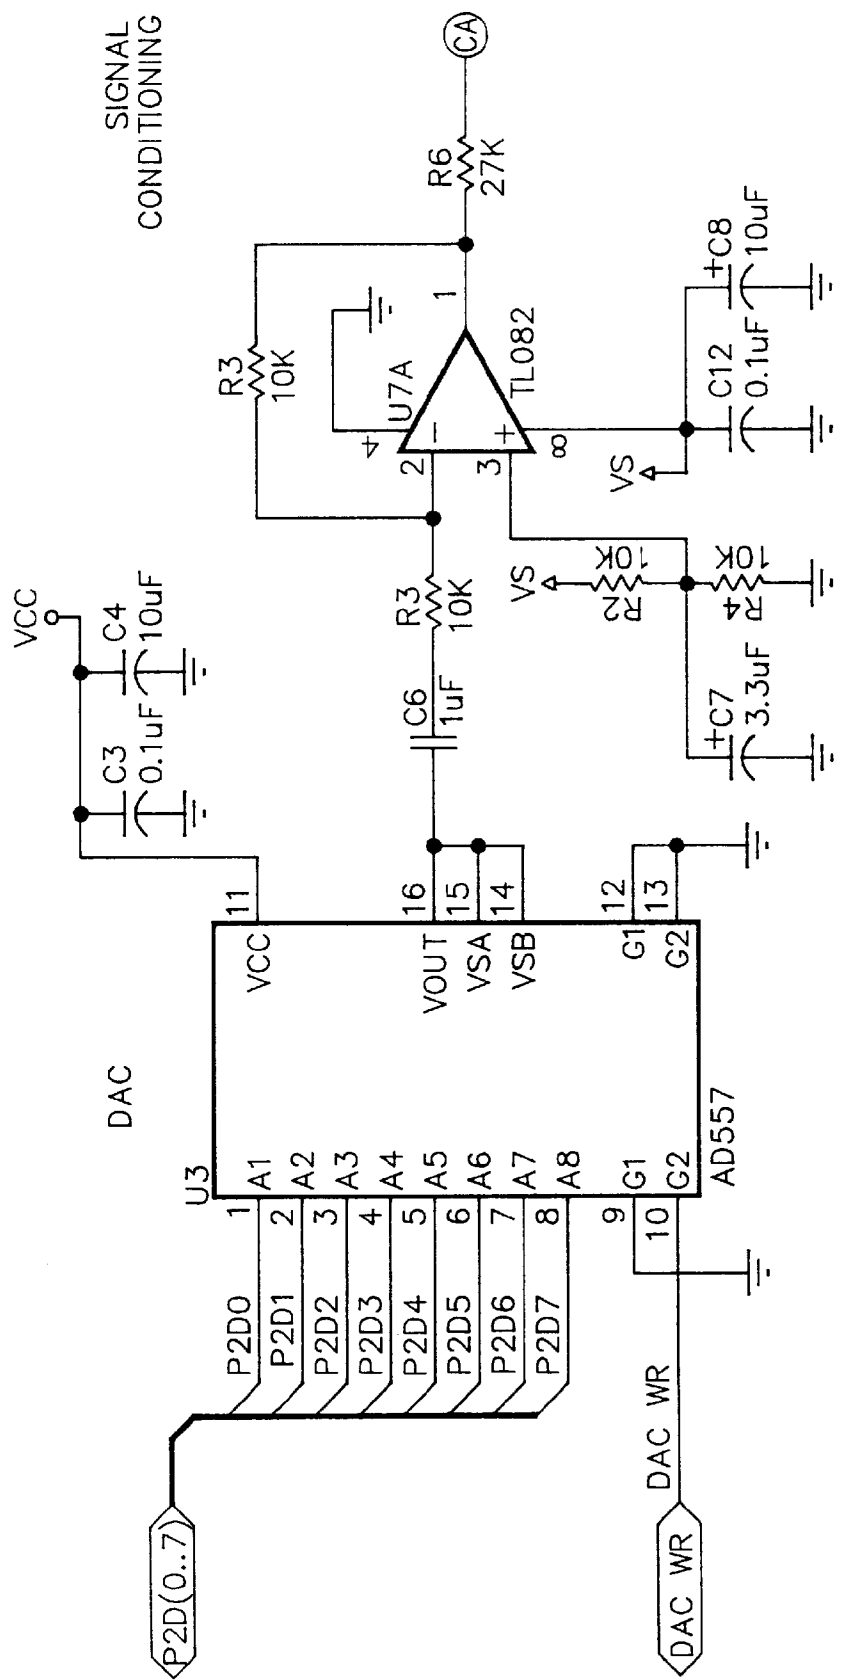 SIGNAL
CONDITIONING
DAC
VCC
C3
0.1uF
C4
10uF
R3
10K
U7A
4
2
3
8
1
TL082
R6
27K
CA
C6
1uF
R3
10K
VS
R2
10K
R4
10K
+C7
3.3uF
VS
C12
0.1uF
+C8
10uF
U3
AD557
P2D(0..7)
P2D0
1
A1
P2D1
2
A2
P2D2
3
A3
P2D3
4
A4
P2D4
5
A5
P2D5
6
A6
P2D6
7
A7
P2D7
8
A8
9
G1
10
G2
DAC WR
DAC WR
VCC
11
VOUT
16
VSA
15
VSB
14
G1
12
G2
13
+
−